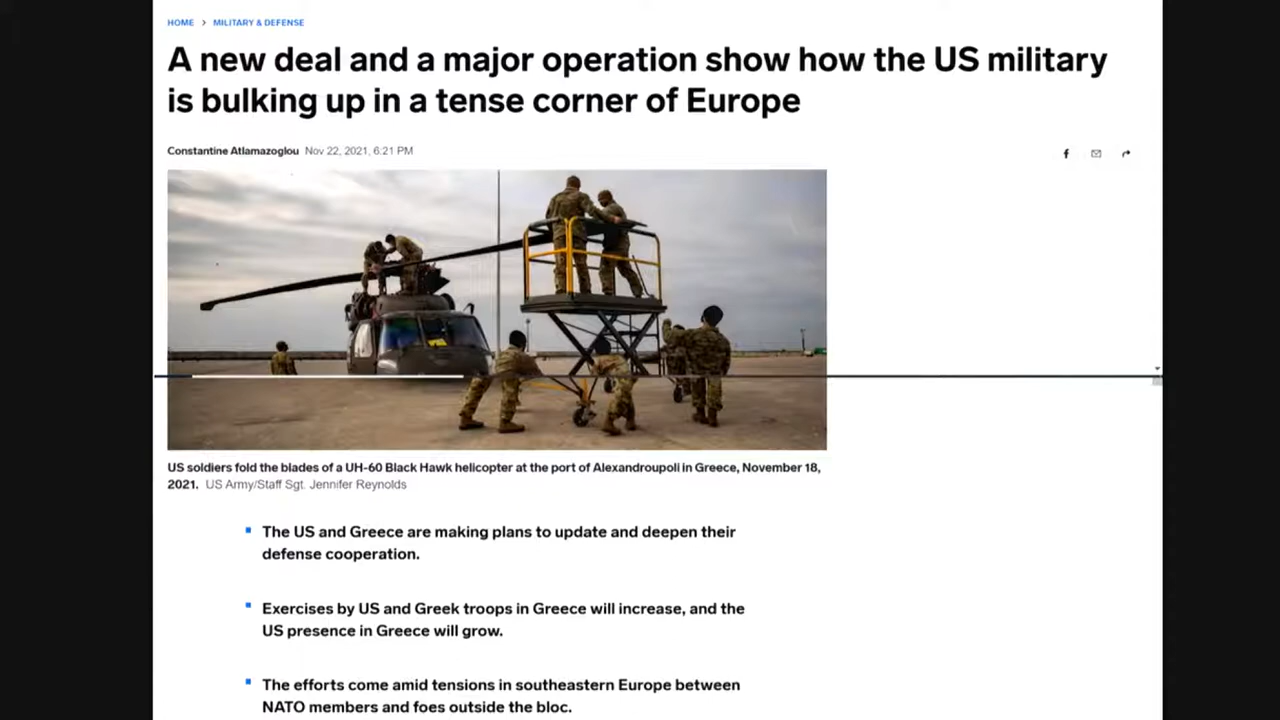 HOME > MILITARY & DEFENSE
A new deal and a major operation show how the US military
is bulking up in a tense corner of Europe
Constantine Atlamazoglou Nov 22, 2021, 6:21 PM
US soldiers fold the blades of a UH-60 Black Hawk helicopter at the port of Alexandroupoli in Greece, November 18,
2021. US Army/Staff Sgt. Jennifer Reynolds
The US and Greece are making plans to update and deepen their
defense cooperation.
Exercises by US and Greek troops in Greece will increase, and the
US presence in Greece will grow.
The efforts come amid tensions in southeastern Europe between
NATO members and foes outside the bloc.